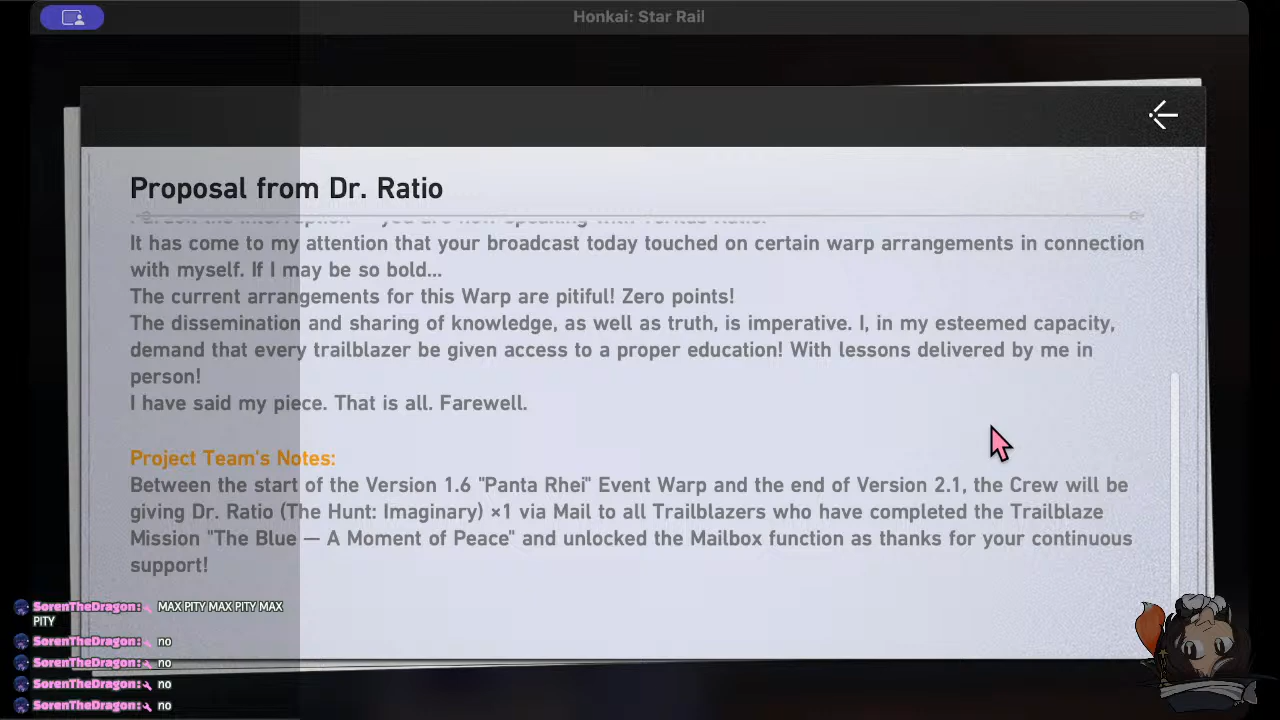 Honkai: Star Rail
Proposal from Dr. Ratio
It has come to my attention that your broadcast today touched on certain warp arrangements in connection
with myself. If I may be so bold...
The current arrangements for this Warp are pitiful! Zero points!
The dissemination and sharing of knowledge, as well as truth, is imperative. I, in my esteemed capacity,
demand that every trailblazer be given access to a proper education! With lessons delivered by me in
person!
I have said my piece. That is all. Farewell.
Project Team's Notes:
Between the start of the Version 1.6 "Panta Rhei" Event Warp and the end of Version 2.1, the Crew will be
giving Dr. Ratio (The Hunt: Imaginary) ×1 via Mail to all Trailblazers who have completed the Trailblaze
Mission "The Blue — A Moment of Peace" and unlocked the Mailbox function as thanks for your continuous
support!
SorenTheDragon: MAX PITY MAX PITY MAX
PITY
SorenTheDragon: no
SorenTheDragon: no
SorenTheDragon: no
SorenTheDragon: no